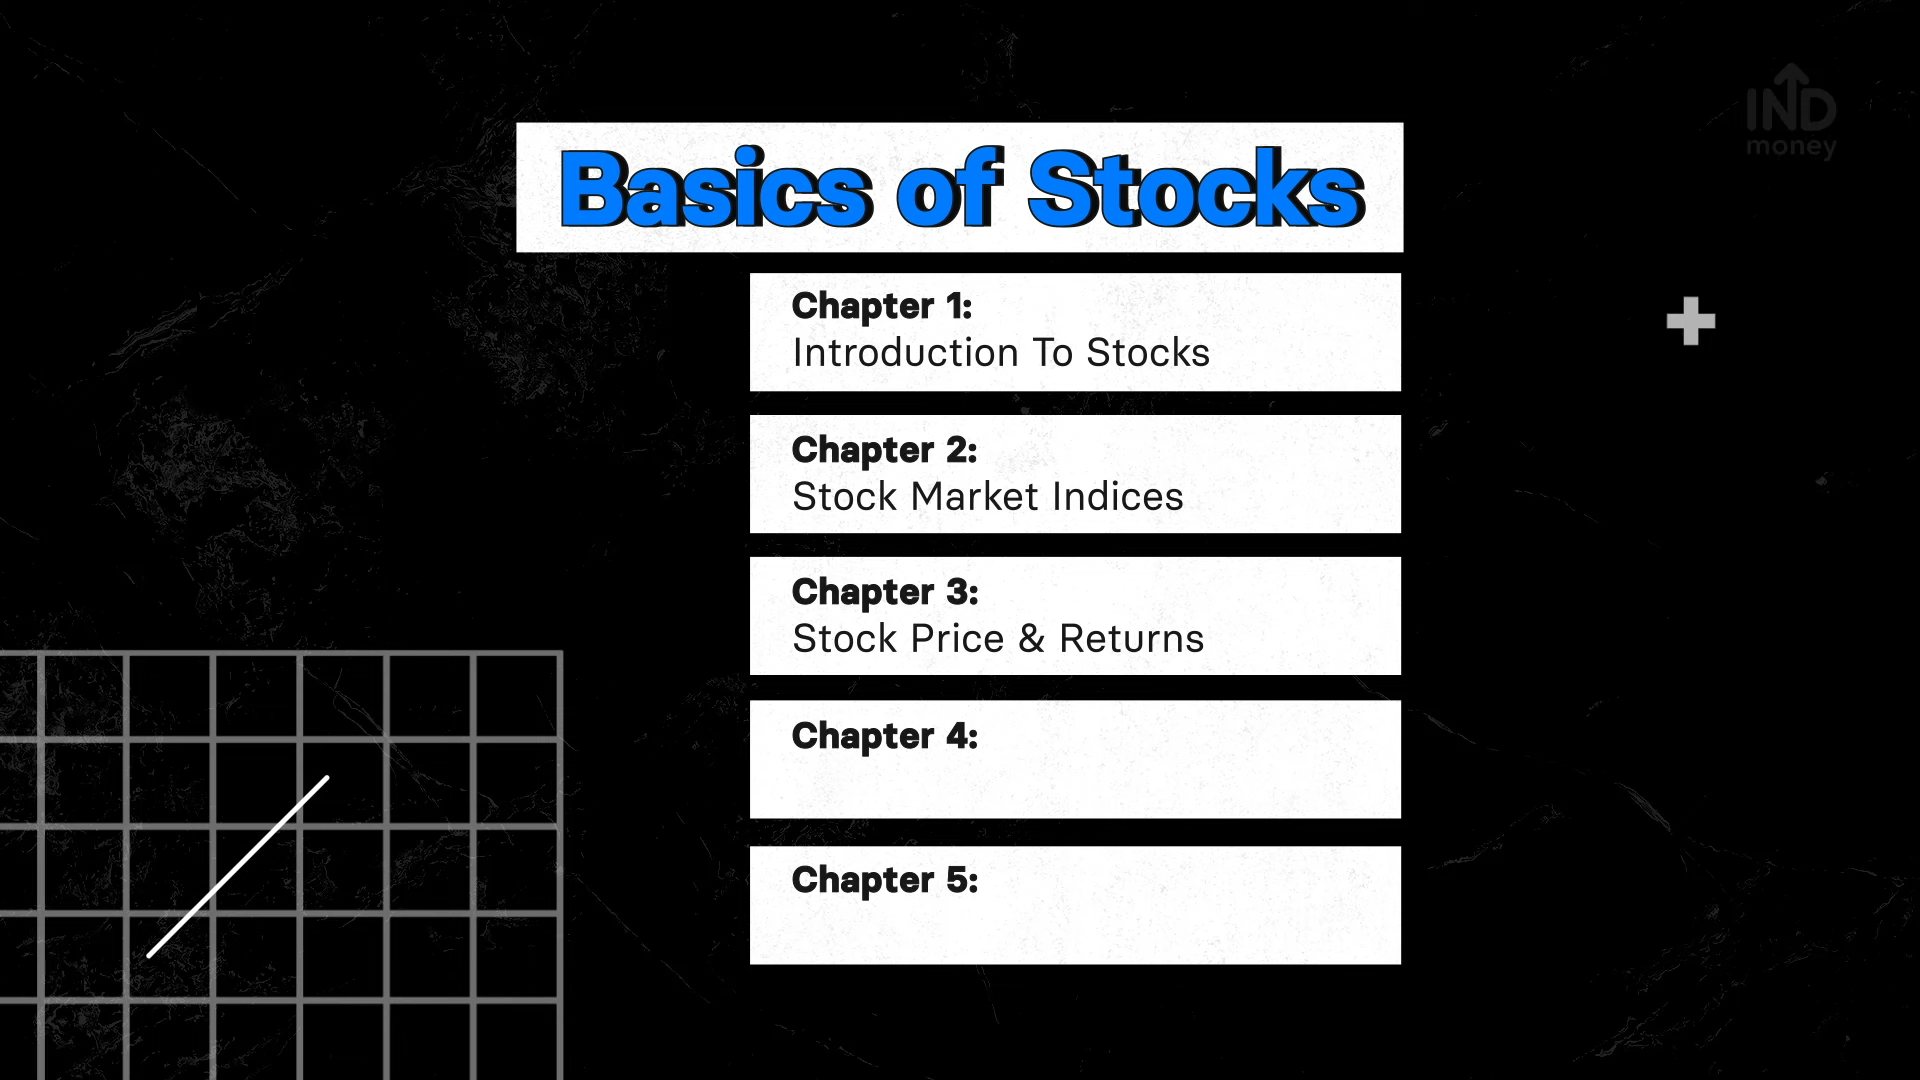 IND
money
Basics of Stocks
Chapter 1:
Introduction To Stocks
Chapter 2:
Stock Market Indices
Chapter 3:
Stock Price & Returns
Chapter 4:
Chapter 5: